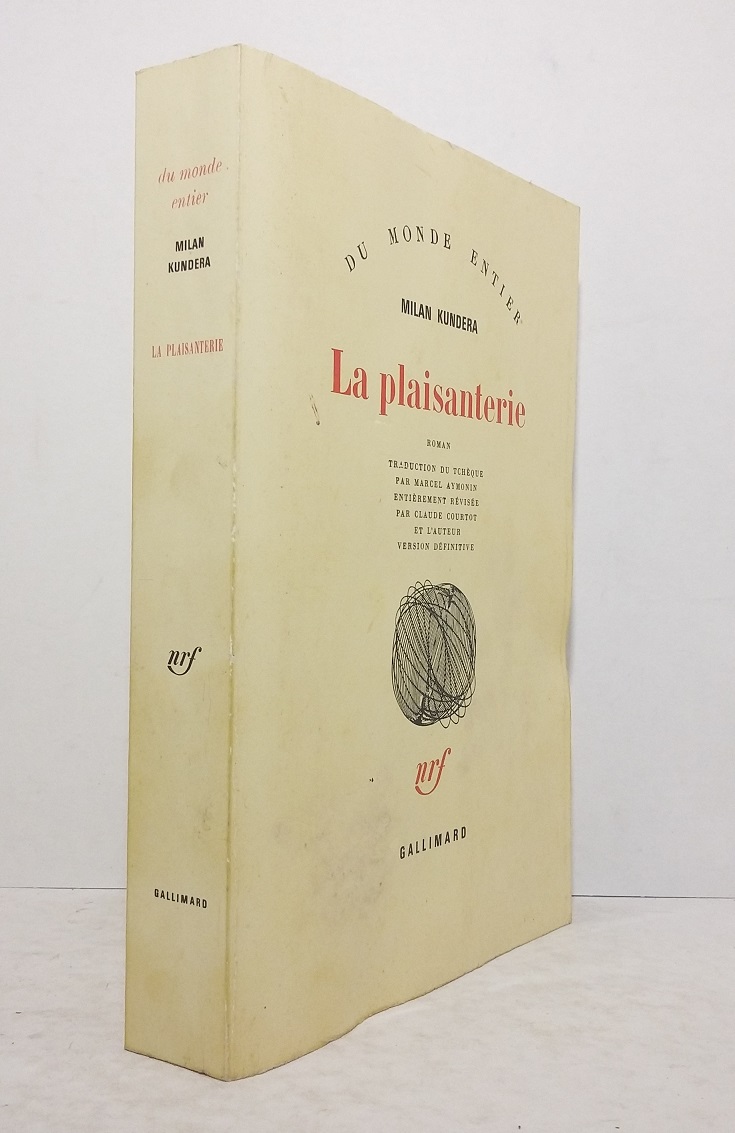 du monde
entier
MILAN
KUNDERA
LA PLAISANTERIE
nrf
GALLIMARD
DU MONDE ENTIER
MILAN KUNDERA
La plaisanterie
ROMAN
TRADUCTION DU TCHÈQUE
PAR MARCEL AYMONIN
ENTIÈREMENT RÉVISÉE
PAR CLAUDE COURTOT
ET L'AUTEUR
VERSION DÉFINITIVE
nrf
GALLIMARD